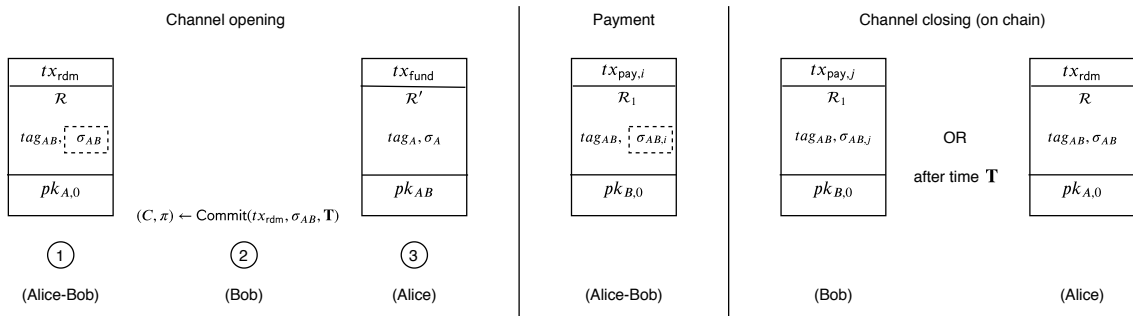 Channel opening
Payment
Channel closing (on chain)
tx_rdm
ℛ
tag_AB, σ_AB
pk_A,0
tx_fund
ℛ′
tag_A, σ_A
pk_AB
(C, π) ← Commit(tx_rdm, σ_AB, T)
1
2
3
(Alice-Bob)
(Bob)
(Alice)
tx_pay,i
ℛ_1
tag_AB, σ_AB,i
pk_B,0
(Alice-Bob)
tx_pay,j
ℛ_1
tag_AB, σ_AB,j
pk_B,0
(Bob)
OR
after time T
tx_rdm
ℛ
tag_AB, σ_AB
pk_A,0
(Alice)